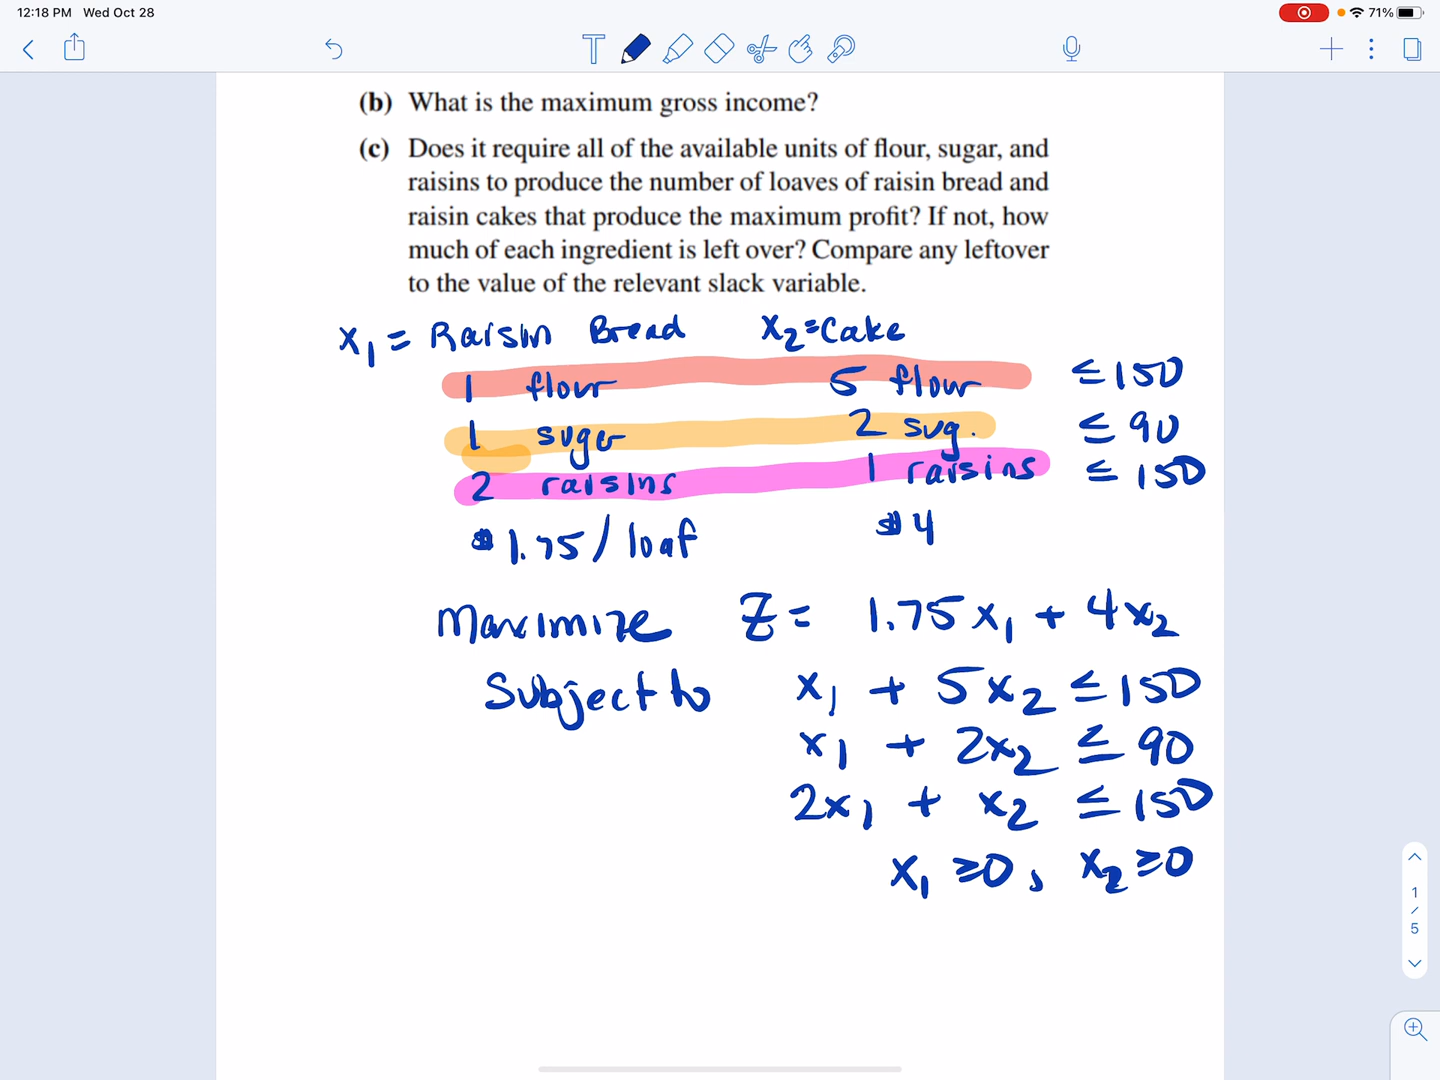 12:18 PM Wed Oct 28
71%
(b) What is the maximum gross income?
(c) Does it require all of the available units of flour, sugar, and
raisins to produce the number of loaves of raisin bread and
raisin cakes that produce the maximum profit? If not, how
much of each ingredient is left over? Compare any leftover
to the value of the relevant slack variable.
x₁ = Raisin Bread x₂=Cake
1 flour 5 flour ≤150
1 suger 2 sug. ≤ 90
2 raisins 1 raisins ≤ 150
$1.75/loaf $4
Maximize Z = 1.75x₁ + 4x₂
Subject to x₁ + 5x₂ ≤150
x₁ + 2x₂ ≤ 90
2x₁ + x₂ ≤ 150
x₁ ≥0, x₂ ≥0
1
/
5